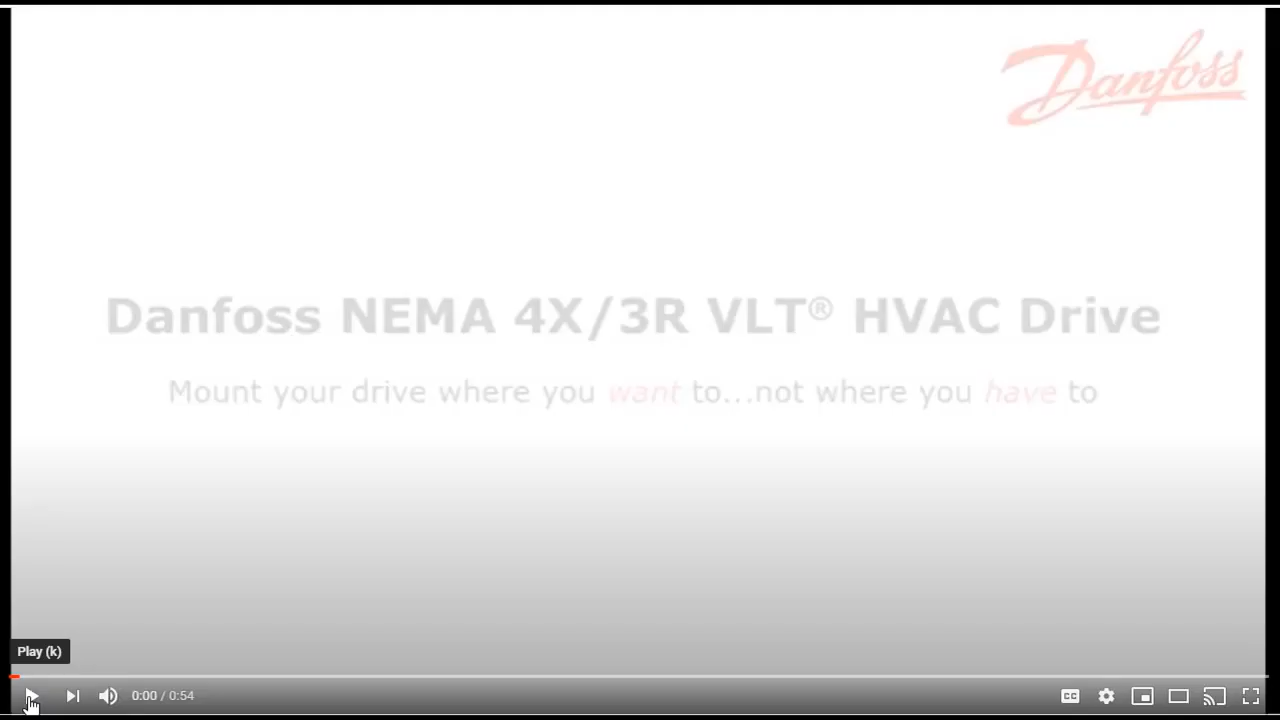 Danfoss
Danfoss NEMA 4X/3R VLT® HVAC Drive
Mount your drive where you want to...not where you have to
Play (k)
0:00 / 0:54
CC